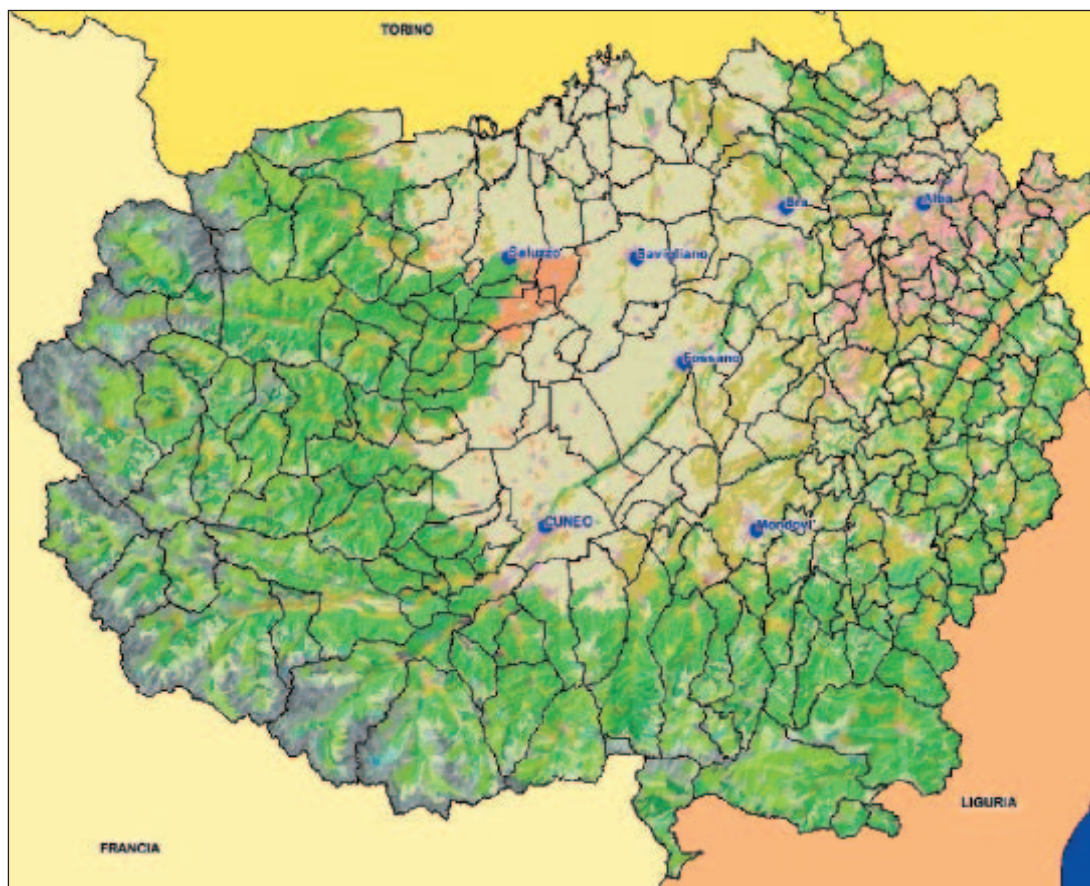 TORINO
Bra
Alba
Saluzzo
Savigliano
Fossano
CUNEO
Mondovi'
LIGURIA
FRANCIA